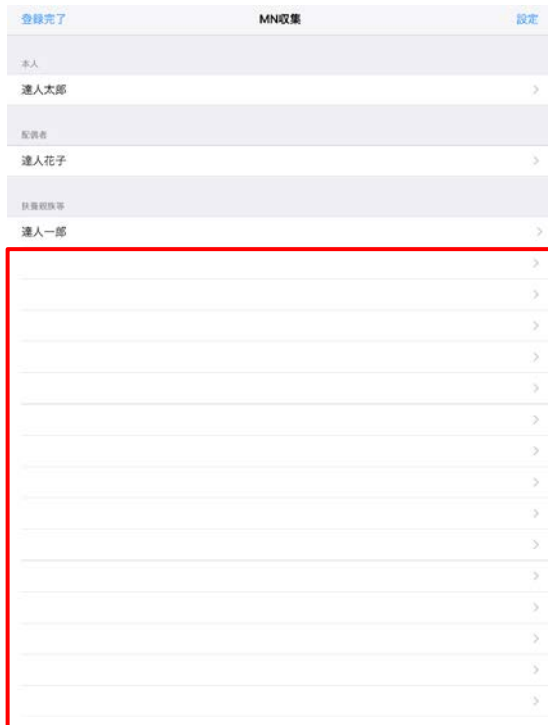 登録完了 MN収集 設定
本人
達人太郎
配偶者
達人花子
扶養親族等
達人一郎